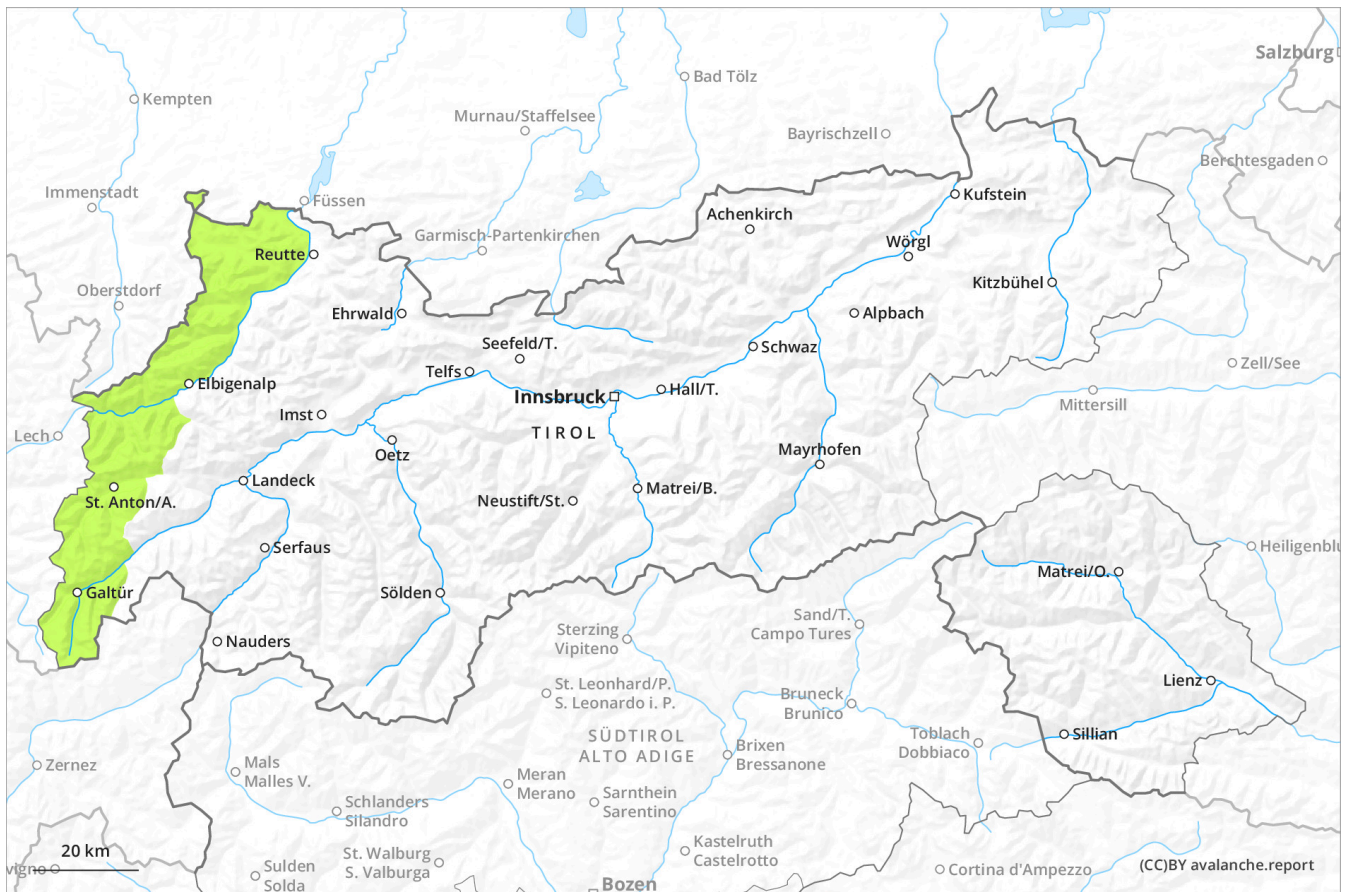 Salzburg
Bad Tölz
Kempten
Murnau/Staffelsee
Bayrischzell
Berchtesgaden
Immenstadt
Füssen
Kufstein
Achenkirch
Garmisch-Partenkirchen
Wörgl
Reutte
Kitzbühel
Oberstdorf
Ehrwald
Alpbach
Seefeld/T.
Schwaz
Zell/See
Telfs
Elbigenalp
Hall/T.
Innsbruck
Mittersill
Imst
TIROL
Lech
Oetz
Mayrhofen
Landeck
Matrei/B.
St. Anton/A.
Neustift/St.
Serfaus
Matrei/O.
Galtür
Sölden
Sand/T.
Campo Tures
Sterzing
Vipiteno
Nauders
Lienz
St. Leonhard/P.
S. Leonardo i. P.
Bruneck
Brunico
SÜDTIROL
ALTO ADIGE
Toblach
Dobbiaco
Sillian
Brixen
Bressanone
Zernez
Mals
Malles V.
Meran
Merano
Sarnthein
Sarentino
Schlanders
Silandro
Kastelruth
Castelrotto
20 km
St. Walburg
S. Valburga
Sulden
Solda
Cortina d'Ampezzo
(CC)BY avalanche.report
Bozen